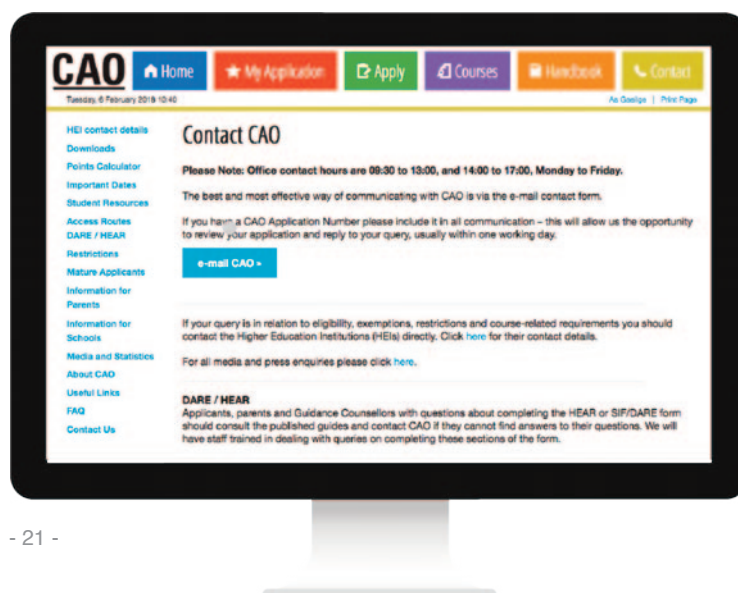 CAO
Home
My Application
Apply
Courses
Handbook
Contact
Tuesday, 6 February 2018 10:40
As Gaeilge | Print Page
HEI contact details
Downloads
Points Calculator
Important Dates
Student Resources
Access Routes
DARE / HEAR
Restrictions
Mature Applicants
Information for
Parents
Information for
Schools
Media and Statistics
About CAO
Useful Links
FAQ
Contact Us
Contact CAO
Please Note: Office contact hours are 09:30 to 13:00, and 14:00 to 17:00, Monday to Friday.
The best and most effective way of communicating with CAO is via the e-mail contact form.
If you have a CAO Application Number please include it in all communication – this will allow us the opportunity
to review your application and reply to your query, usually within one working day.
e-mail CAO »
If your query is in relation to eligibility, exemptions, restrictions and course-related requirements you should
contact the Higher Education Institutions (HEIs) directly. Click here for their contact details.
For all media and press enquiries please click here.
DARE / HEAR
Applicants, parents and Guidance Counsellors with questions about completing the HEAR or SIF/DARE form
should consult the published guides and contact CAO if they cannot find answers to their questions. We will
have staff trained in dealing with queries on completing these sections of the form.
- 21 -